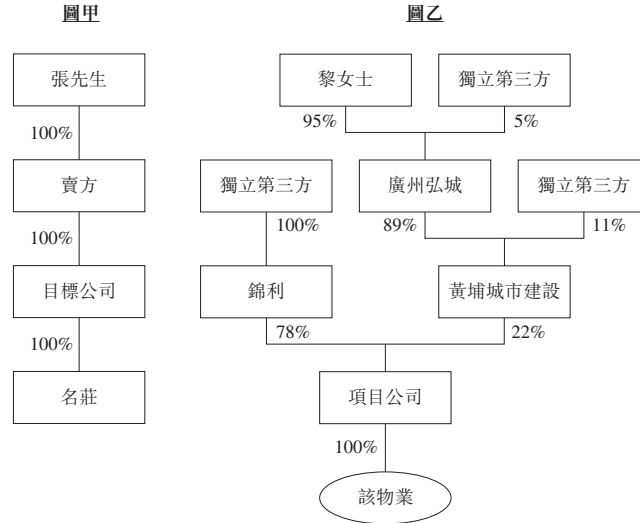 圖甲
圖乙
張先生
黎女士
獨立第三方
100%
95%
5%
賣方
獨立第三方
廣州弘城
獨立第三方
100%
100%
89%
11%
目標公司
錦利
黃埔城市建設
100%
78%
22%
名莊
項目公司
100%
該物業